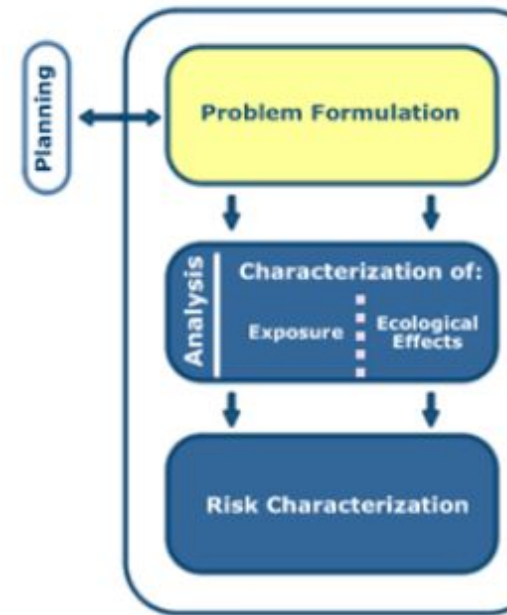 Planning
Problem Formulation
Analysis
Characterization of:
Exposure
Ecological
Effects
Risk Characterization